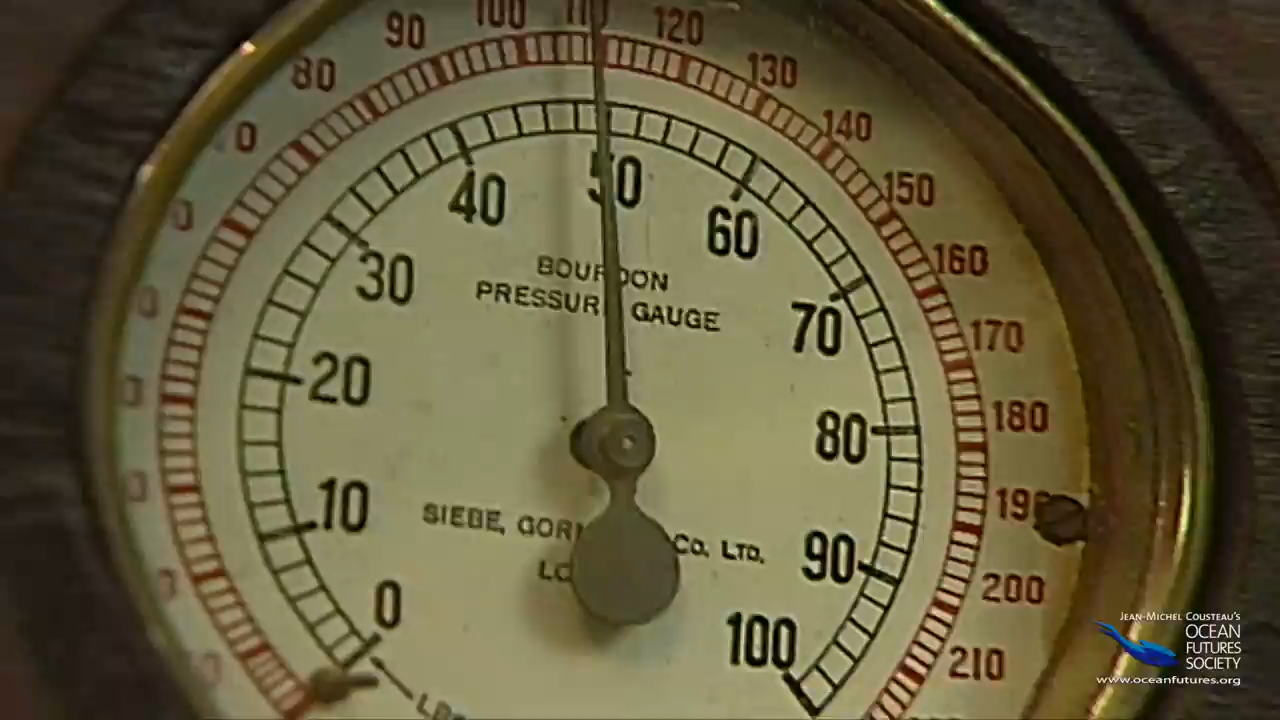 80
90
100
110
120
130
140
150
160
170
180
190
200
210
0
10
20
30
40
50
60
70
80
90
100
BOURDON
PRESSURE GAUGE
SIEBE, GOR
CO. LTD.
JEAN-MICHEL COUSTEAU'S
OCEAN
FUTURES
SOCIETY
www.oceanfutures.org